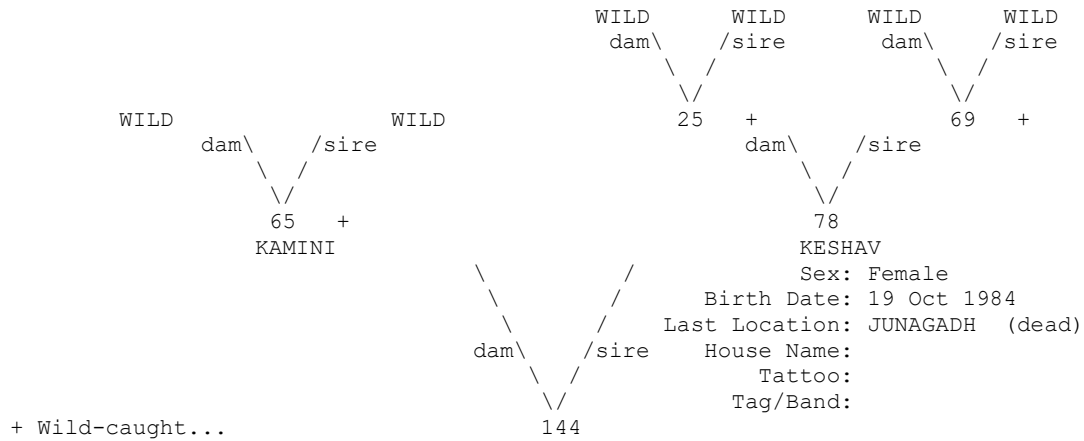 WILD WILD WILD WILD
dam\ /sire dam\ /sire
\ / \ /
\/ \/
WILD WILD 25 + 69 +
dam\ /sire dam\ /sire
\ / \ /
\/ \/
65 + 78
KAMINI KESHAV
\ / Sex: Female
\ / Birth Date: 19 Oct 1984
\ / Last Location: JUNAGADH (dead)
dam\ /sire House Name:
\ / Tattoo:
\/ Tag/Band:
+ Wild-caught... 144